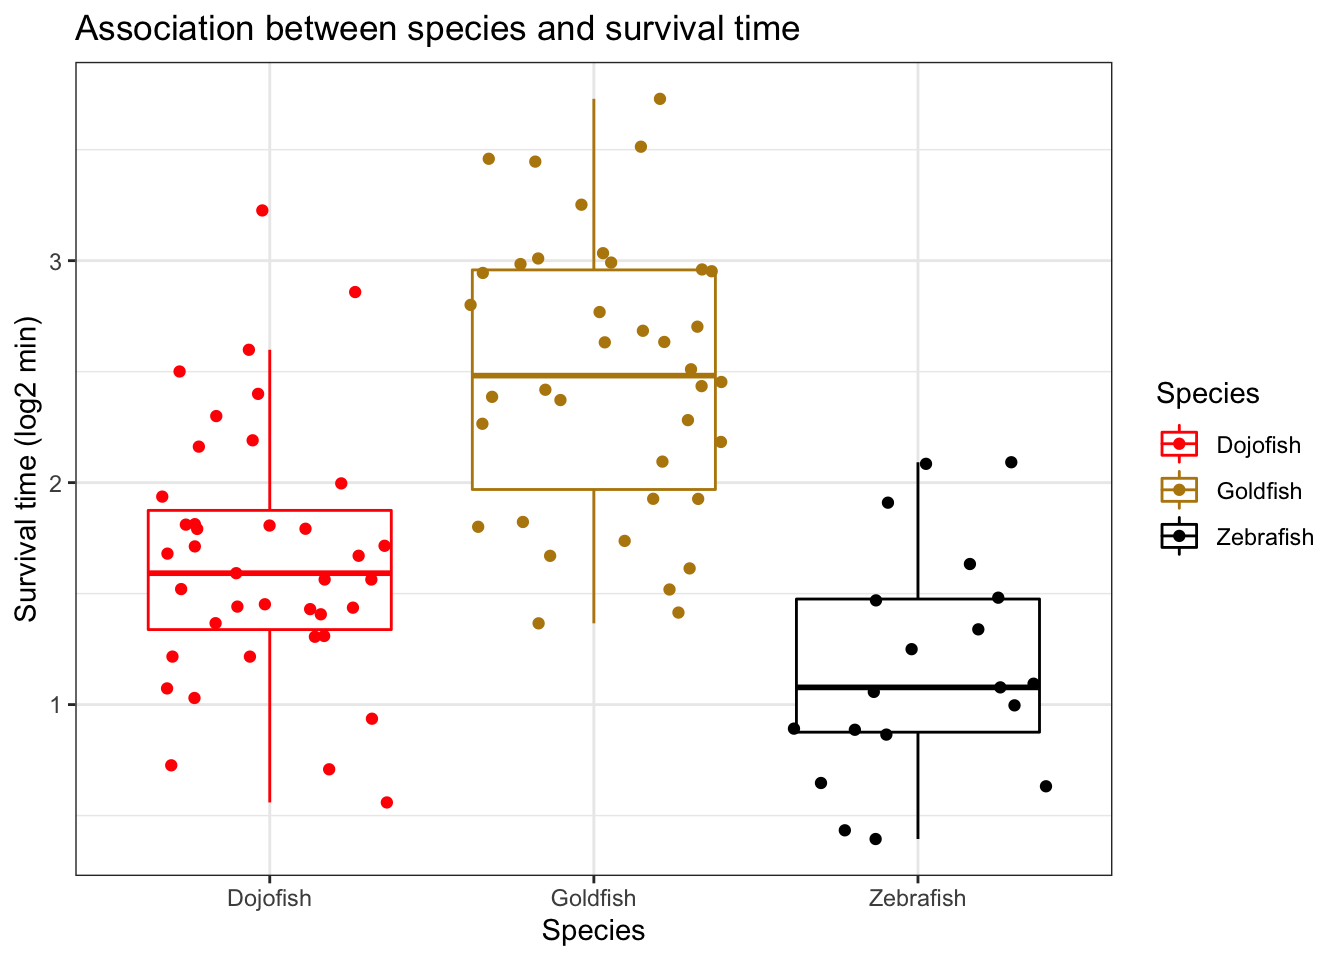 Association between species and survival time
Survival time (log2 min)
3
2
1
Dojofish
Goldfish
Zebrafish
Species
Species
Dojofish
Goldfish
Zebrafish